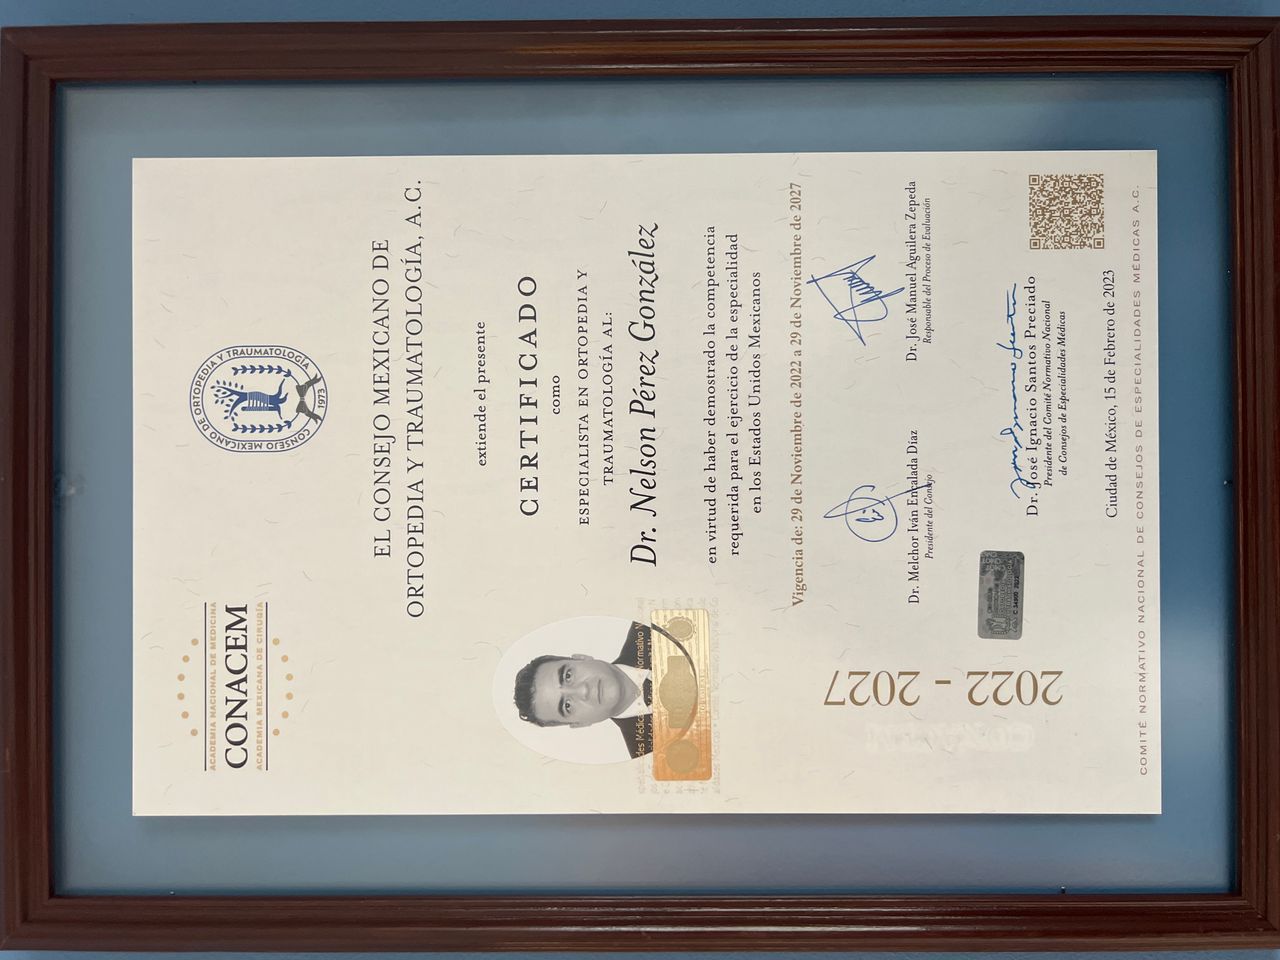 ACADEMIA NACIONAL DE MEDICINA
CONACEM
ACADEMIA MEXICANA DE CIRUGÍA
CONSEJO MEXICANO DE ORTOPEDIA Y TRAUMATOLOGÍA
1973
EL CONSEJO MEXICANO DE
ORTOPEDIA Y TRAUMATOLOGÍA, A.C.
extiende el presente
CERTIFICADO
como
ESPECIALISTA EN ORTOPEDIA Y
TRAUMATOLOGÍA AL:
Dr. Nelson Pérez González
en virtud de haber demostrado la competencia
requerida para el ejercicio de la especialidad
en los Estados Unidos Mexicanos
Vigencia de: 29 de Noviembre de 2022 a 29 de Noviembre de 2027
Dr. Melchor Iván Encalada Díaz
Presidente del Consejo
Dr. José Manuel Aguilera Zepeda
Responsable del Proceso de Evaluación
Dr. José Ignacio Santos Preciado
Presidente del Comité Normativo Nacional
de Consejos de Especialidades Médicas
Ciudad de México, 15 de Febrero de 2023
2022 - 2027
COMITÉ NORMATIVO NACIONAL DE CONSEJOS DE ESPECIALIDADES MÉDICAS A.C.